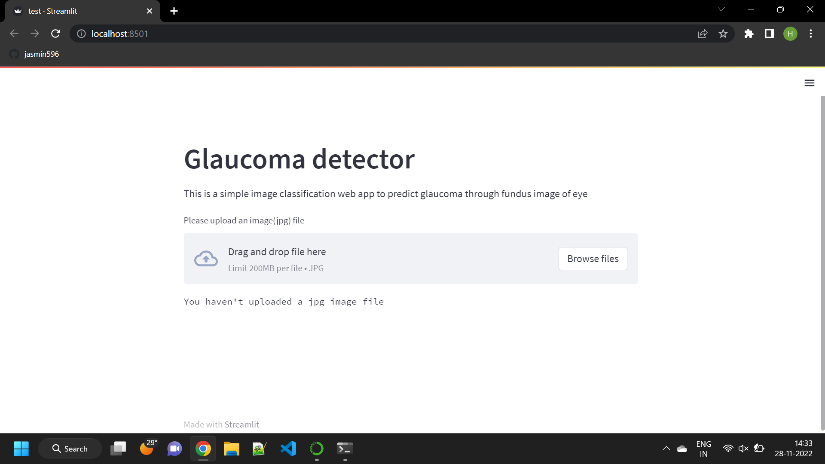 test - Streamlit
localhost:8501
H
jasmin596
Glaucoma detector
This is a simple image classification web app to predict glaucoma through fundus image of eye
Please upload an image(jpg) file
Drag and drop file here
Limit 200MB per file • JPG
Browse files
You haven't uploaded a jpg image file
Made with Streamlit
Search
29°
ENG
IN
14:33
28-11-2022